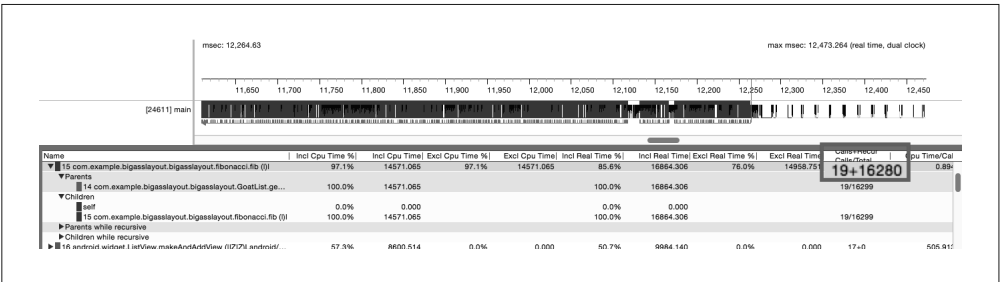 msec: 12,264.63 max msec: 12,473.264 (real time, dual clock)
11,650 11,700 11,750 11,800 11,850 11,900 11,950 12,000 12,050 12,100 12,150 12,200 12,250 12,300 12,350 12,400 12,450
[24611] main
Name Incl Cpu Time % Incl Cpu Time Excl Cpu Time % Excl Cpu Time Incl Real Time % Incl Real Time Excl Real Time % Excl Real Time Calls+Recur
Calls/Total Cpu Time/Cal
15 com.example.bigasslayout.bigasslayout.fibonacci.fib (I)I 97.1% 14571.065 97.1% 14571.065 85.6% 16864.306 76.0% 14958.751 19+16280 0.894
Parents
14 com.example.bigasslayout.bigasslayout.GoatList.ge... 100.0% 14571.065 100.0% 16864.306 19/16299
Children
self 0.0% 0.000 0.0% 0.000
15 com.example.bigasslayout.bigasslayout.fibonacci.fib (I)I 100.0% 14571.065 100.0% 16864.306 19/16299
Parents while recursive
Children while recursive
16 android.widget.ListView.makeAndAddView (IIZIZ)Landroid/... 57.3% 8600.514 0.0% 0.000 50.7% 9984.140 0.0% 0.000 17+0 505.913